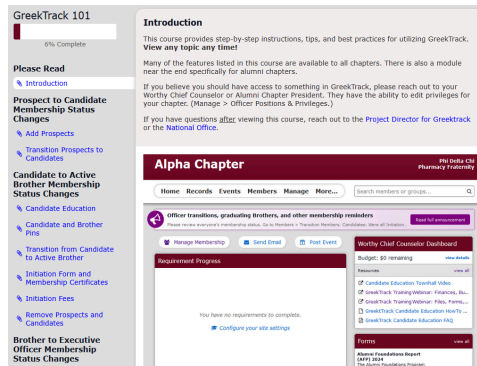 GreekTrack 101
6% Complete
Please Read
Introduction
Prospect to Candidate
Membership Status
Changes
Add Prospects
Transition Prospects to
Candidates
Candidate to Active
Brother Membership
Status Changes
Candidate Education
Candidate and Brother
Pins
Transition from Candidate
to Active Brother
Initiation Form and
Membership Certificates
Initiation Fees
Remove Prospects and
Candidates
Brother to Executive
Officer Membership
Status Changes
Introduction
This course provides step-by-step instructions, tips, and best practices for utilizing GreekTrack.
View any topic any time!
Many of the features listed in this course are available to all chapters. There is also a module
near the end specifically for alumni chapters.
If you believe you should have access to something in GreekTrack, please reach out to your
Worthy Chief Counselor or Alumni Chapter President. They have the ability to edit privileges for
your chapter. (Manage > Officer Positions & Privileges.)
If you have questions after viewing this course, reach out to the Project Director for Greektrack
or the National Office.
Alpha Chapter
Phi Delta Chi
Pharmacy Fraternity
Home Records Events Members Manage More...
Search members or groups...
Officer transitions, graduating Brothers, and other membership reminders
Please review everyone's membership status. Go to Members > Transition Members. Candidates: View all Initiation...
Read full announcement
Manage Membership
Send Email
Post Event
Requirement Progress
You have no requirements to complete.
Configure your site settings
Worthy Chief Counselor Dashboard
Budget: $0 remaining view details
Resources view all
Candidate Education Townhall Video
GreekTrack Training Webinar: Finances, Bu...
GreekTrack Training Webinar: Files, Forms,...
GreekTrack Candidate Education HowTo ...
GreekTrack Candidate Education FAQ
Forms view all
Alumni Foundations Report
(AFP) 2024
The Alumni Foundations Program